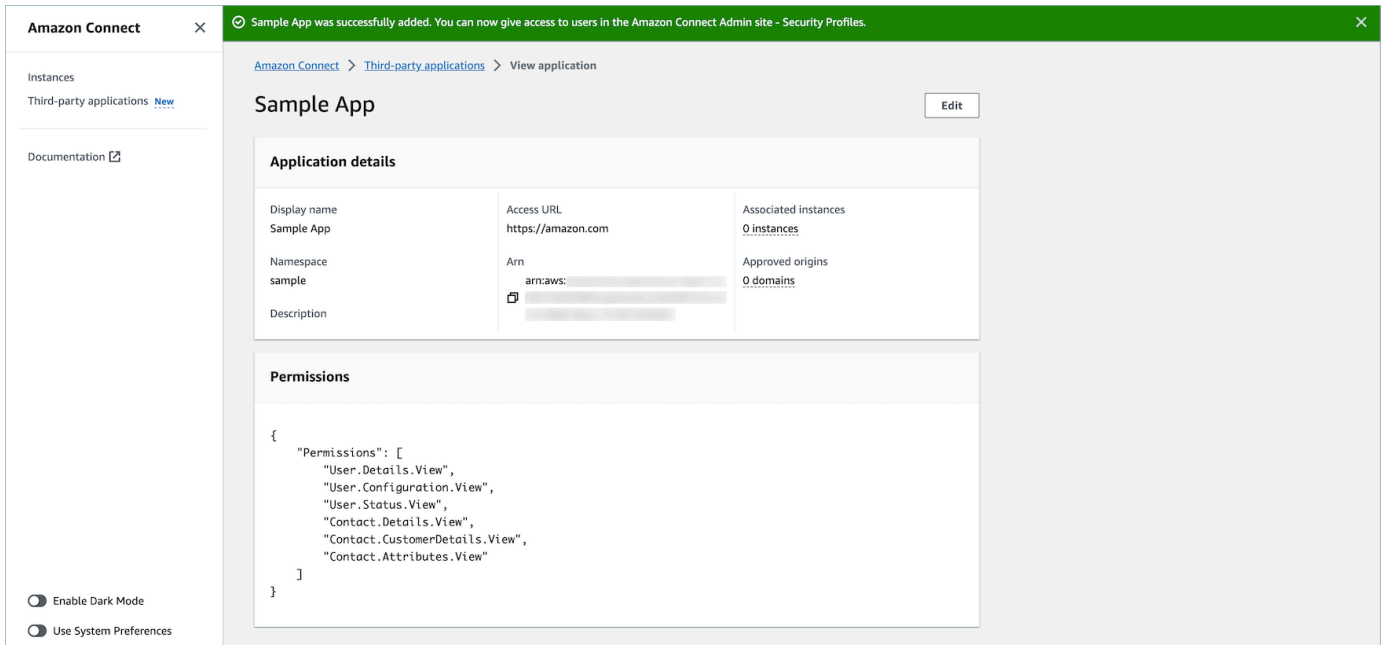 Amazon Connect
Sample App was successfully added. You can now give access to users in the Amazon Connect Admin site - Security Profiles.
Instances
Third-party applications New
Documentation
Enable Dark Mode
Use System Preferences
Amazon Connect > Third-party applications > View application
Sample App
Edit
Application details
Display name
Sample App
Namespace
sample
Description
Access URL
https://amazon.com
Arn
arn:aws:
Associated instances
0 instances
Approved origins
0 domains
Permissions
{
"Permissions": [
"User.Details.View",
"User.Configuration.View",
"User.Status.View",
"Contact.Details.View",
"Contact.CustomerDetails.View",
"Contact.Attributes.View"
]
}